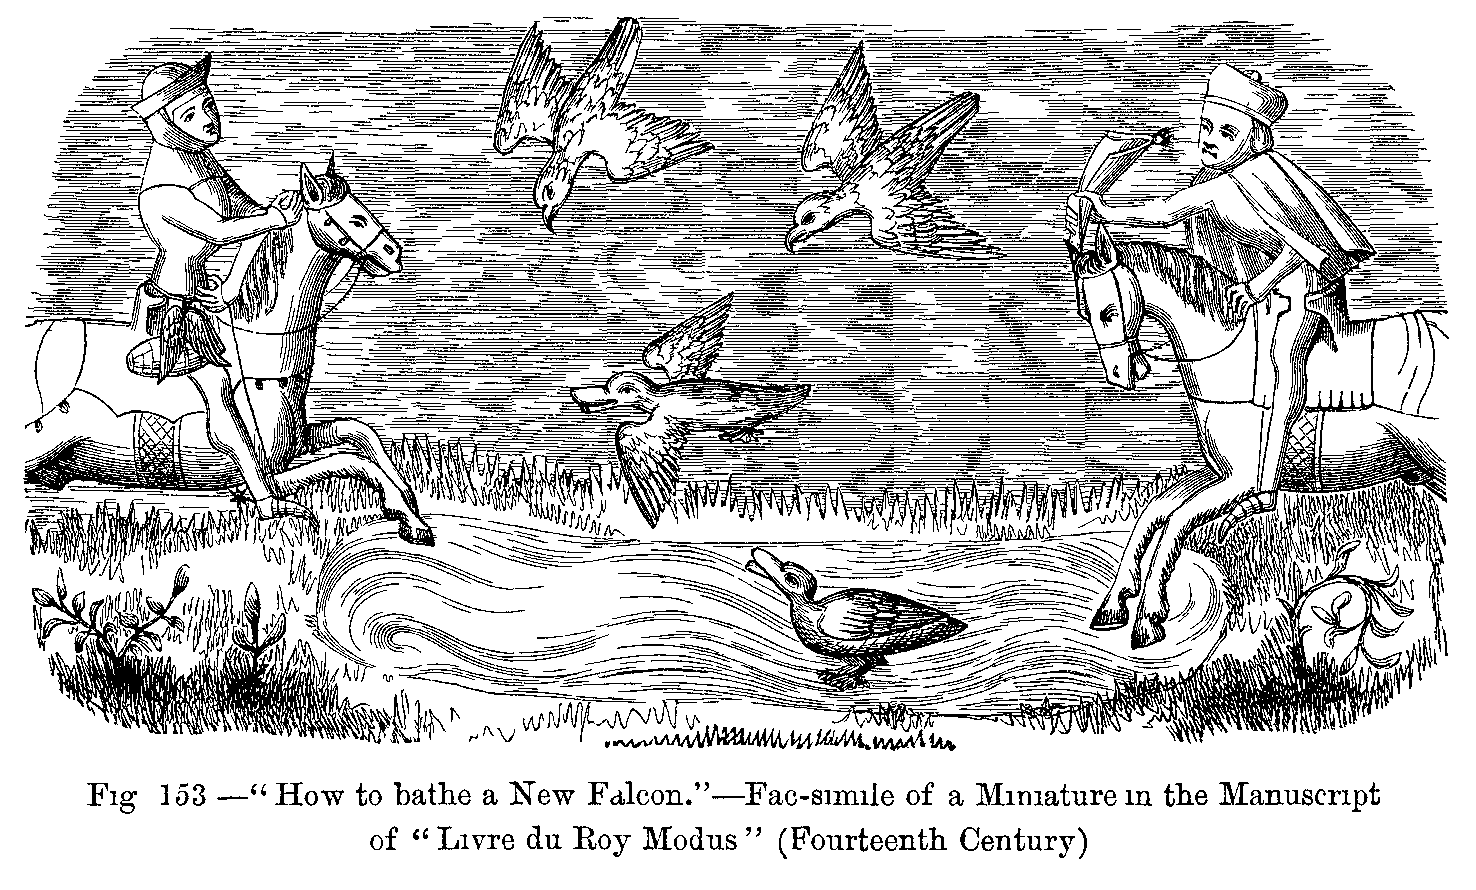 Fig 153 —“How to bathe a New Falcon.”—Fac-simile of a Miniature in the Manuscript
of “Livre du Roy Modus” (Fourteenth Century)